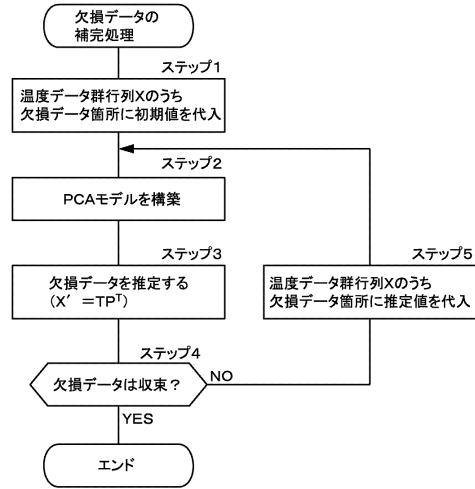 欠損データの
補完処理
ステップ1
温度データ群行列Xのうち
欠損データ箇所に初期値を代入
ステップ2
PCAモデルを構築
ステップ3
欠損データを推定する
(X′=TPᵀ)
ステップ5
温度データ群行列Xのうち
欠損データ箇所に推定値を代入
ステップ4
欠損データは収束?
NO
YES
エンド